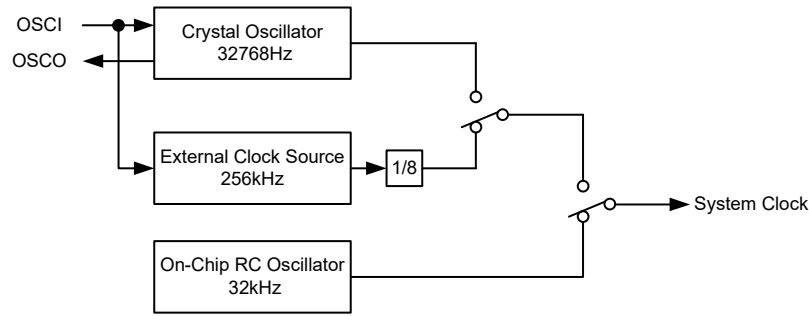 OSCI
OSCO
Crystal Oscillator
32768Hz
External Clock Source
256kHz
1/8
System Clock
On-Chip RC Oscillator
32kHz